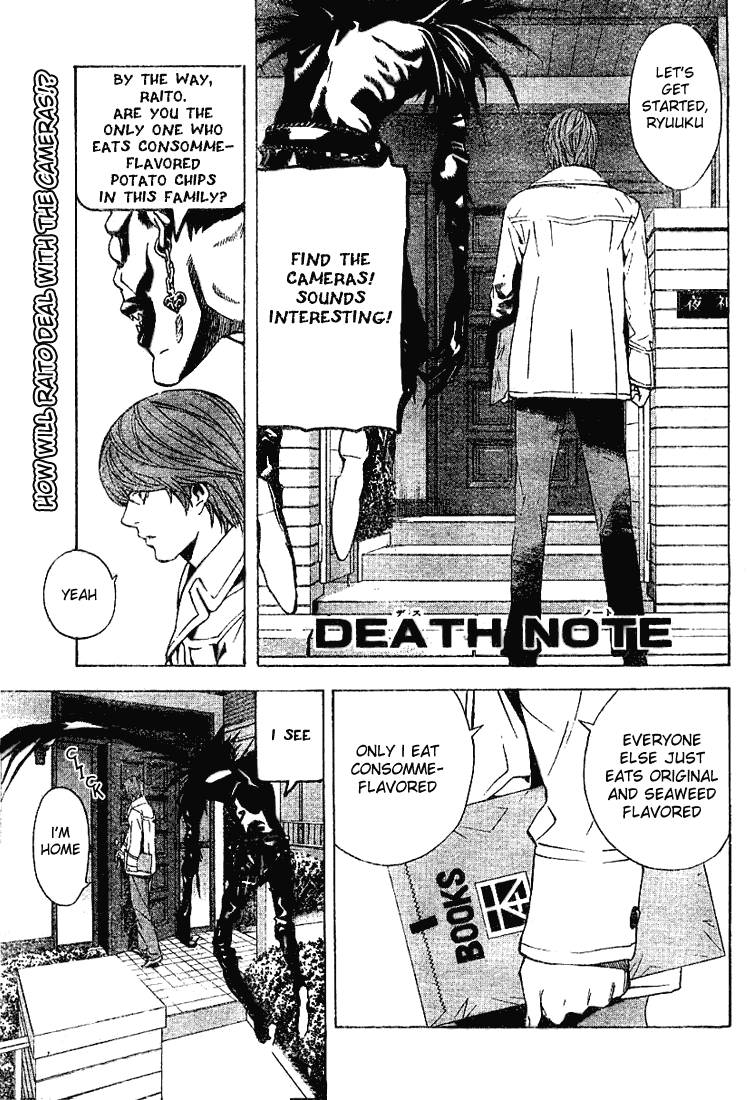 LET'S
GET
STARTED,
RYUUKU
FIND THE
CAMERAS!
SOUNDS
INTERESTING!
デス ノート
DEATH NOTE
BY THE WAY,
RAITO.
ARE YOU THE
ONLY ONE WHO
EATS CONSOMME-
FLAVORED
POTATO CHIPS
IN THIS FAMILY?
HOW WILL RAITO DEAL WITH THE CAMERAS!?
YEAH
EVERYONE
ELSE JUST
EATS ORIGINAL
AND SEAWEED
FLAVORED
ONLY I EAT
CONSOMME-
FLAVORED
I
BOOKS
I SEE
CLICK
I'M
HOME